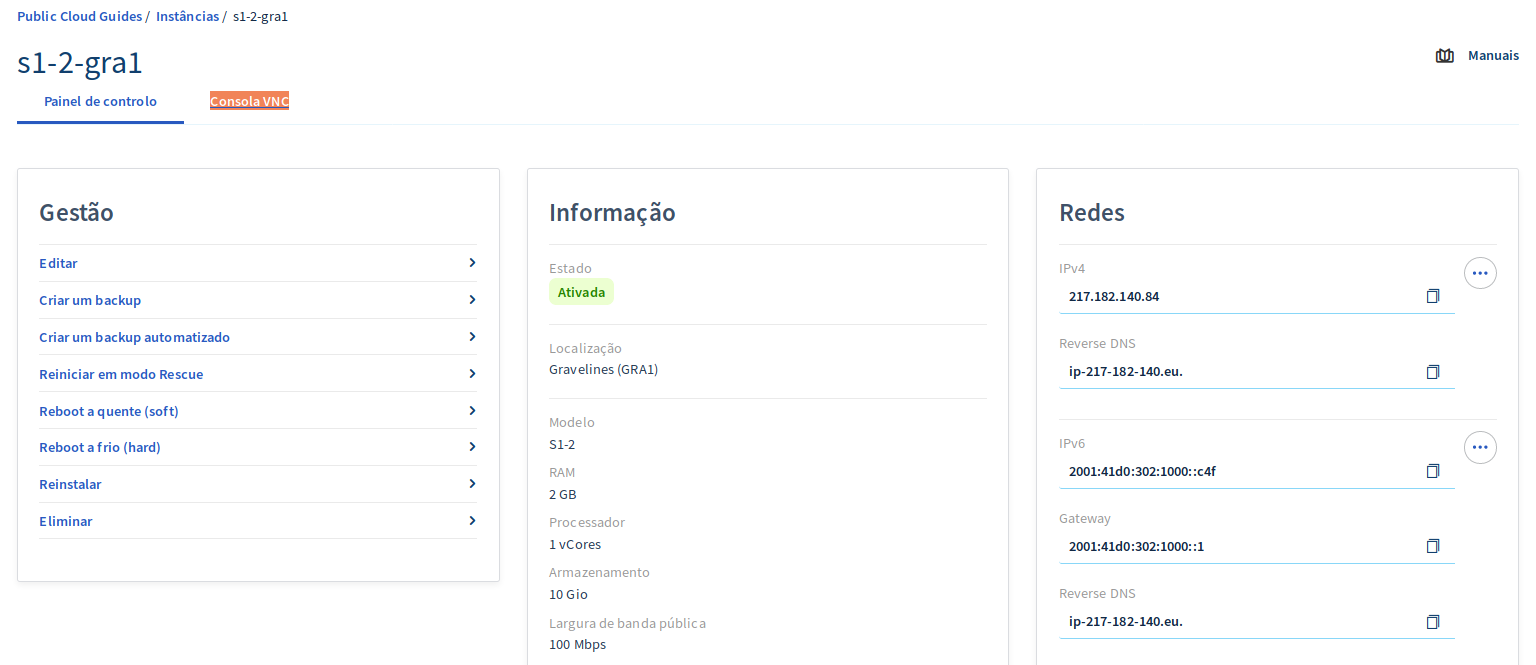 Public Cloud Guides / Instâncias / s1-2-gra1
s1-2-gra1
Manuais
Painel de controlo
Consola VNC
Gestão
Editar
Criar um backup
Criar um backup automatizado
Reiniciar em modo Rescue
Reboot a quente (soft)
Reboot a frio (hard)
Reinstalar
Eliminar
Informação
Estado
Ativada
Localização
Gravelines (GRA1)
Modelo
S1-2
RAM
2 GB
Processador
1 vCores
Armazenamento
10 Gio
Largura de banda pública
100 Mbps
Redes
IPv4
217.182.140.84
Reverse DNS
ip-217-182-140.eu.
IPv6
2001:41d0:302:1000::c4f
Gateway
2001:41d0:302:1000::1
Reverse DNS
ip-217-182-140.eu.